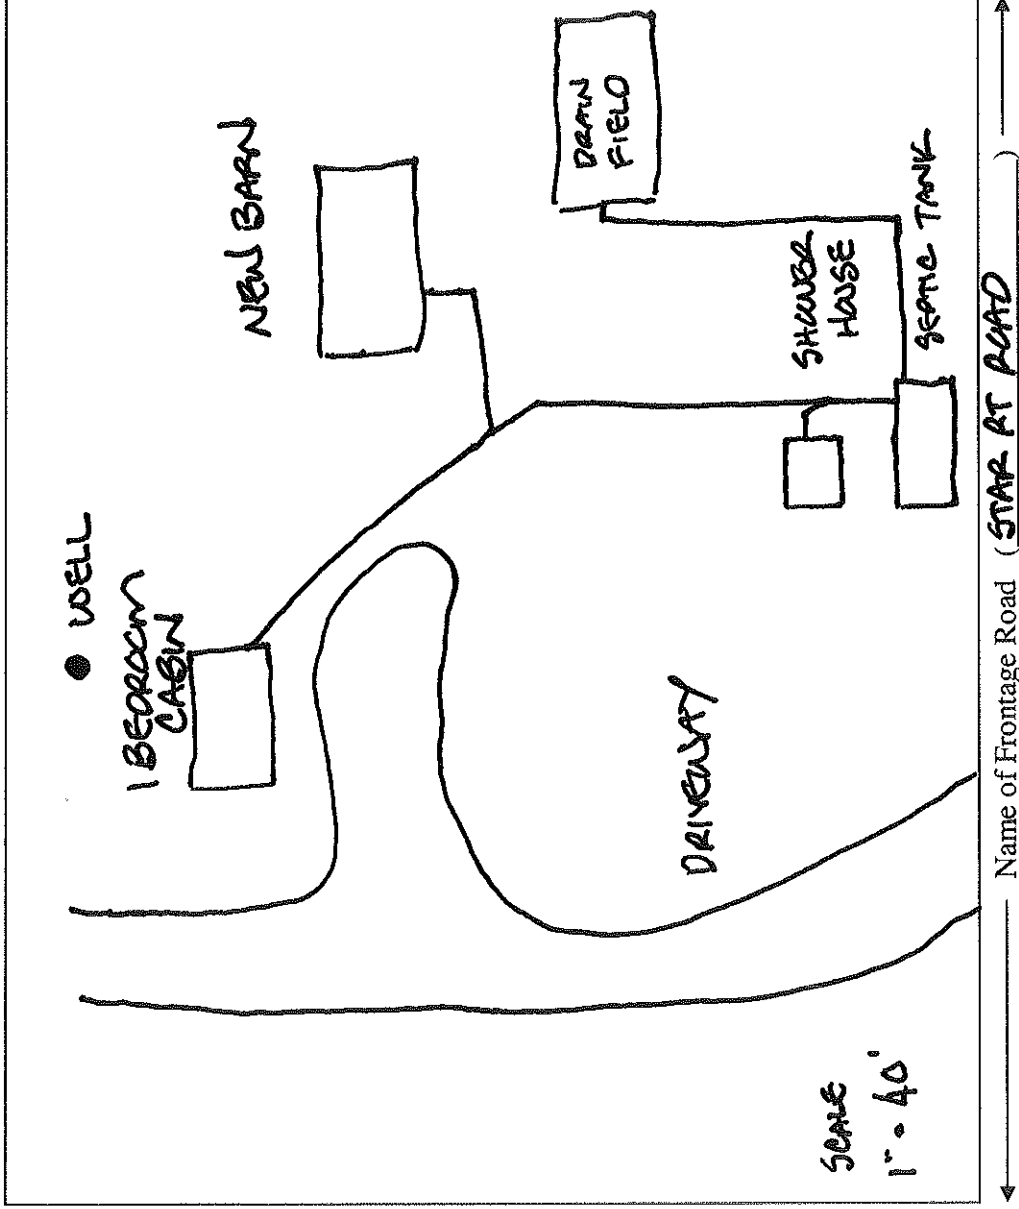 WELL
1 BEDROOM
CABIN
NEW BARN
DRAIN
FIELD
SHOWER
HOUSE
SEPTIC TANK
DRIVEWAY
SCALE
1" = 40'
Name of Frontage Road (STAR RT ROAD)